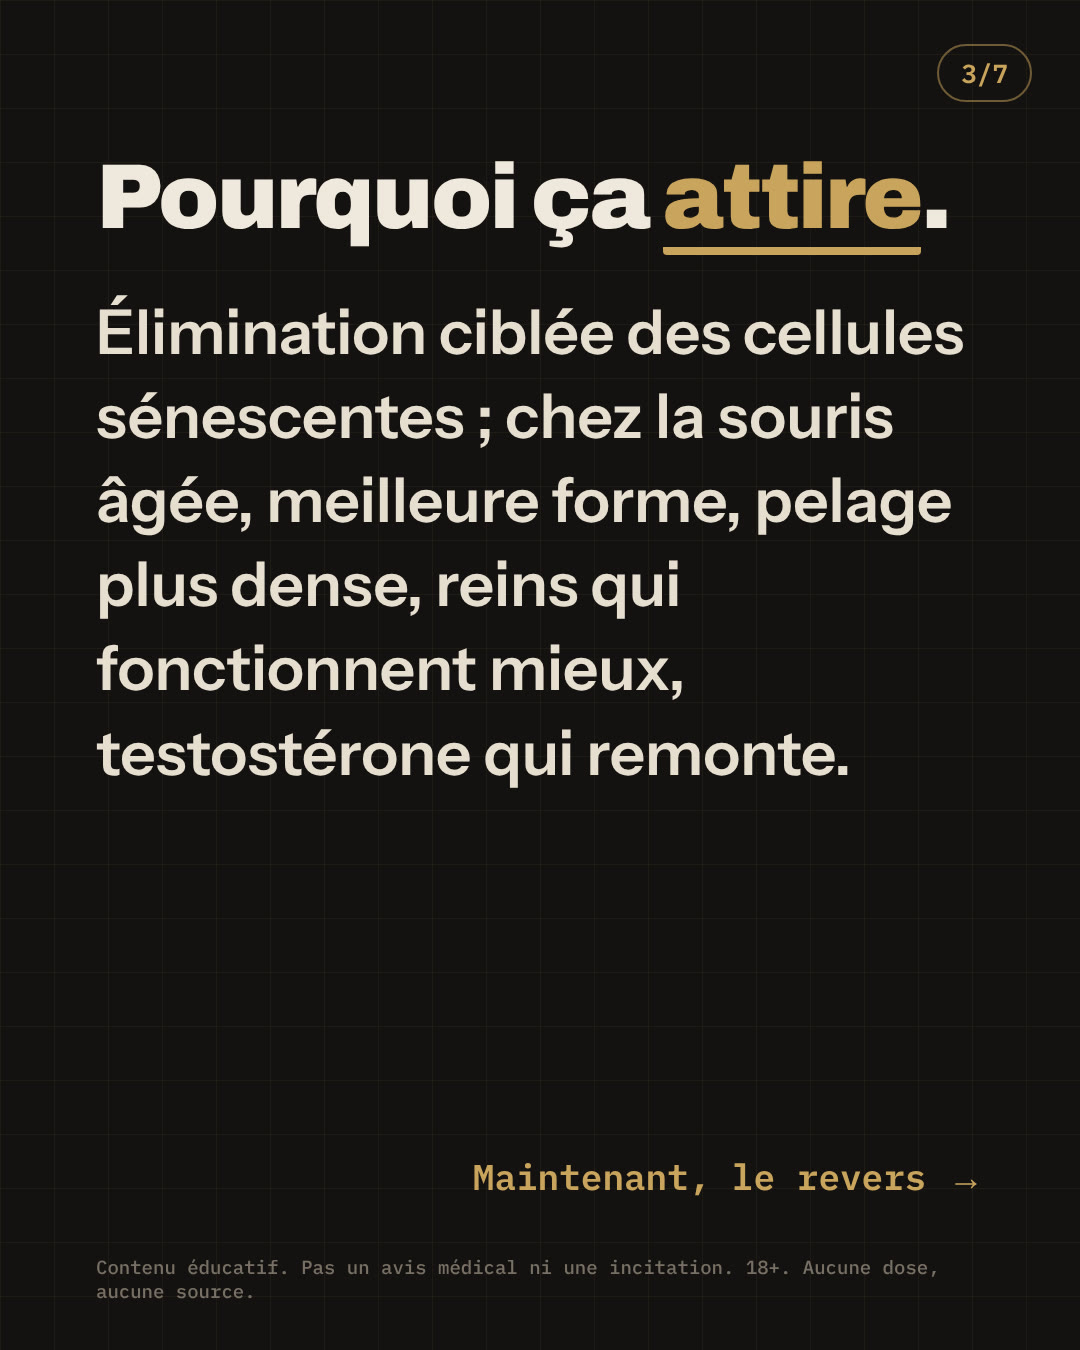 3/7
Pourquoi ça attire.
Élimination ciblée des cellules
sénescentes ; chez la souris
âgée, meilleure forme, pelage
plus dense, reins qui
fonctionnent mieux,
testostérone qui remonte.
Maintenant, le revers →
Contenu éducatif. Pas un avis médical ni une incitation. 18+. Aucune dose,
aucune source.